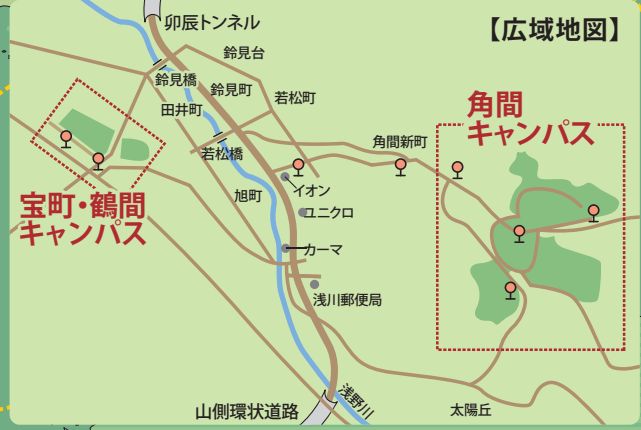 卯辰トンネル
【広域地図】
鈴見台
鈴見橋
鈴見町
若松町
田井町
角間
キャンパス
角間新町
若松橋
旭町
イオン
宝町・鶴間
キャンパス
ユニクロ
カーマ
浅川郵便局
浅野川
山側環状道路
太陽丘